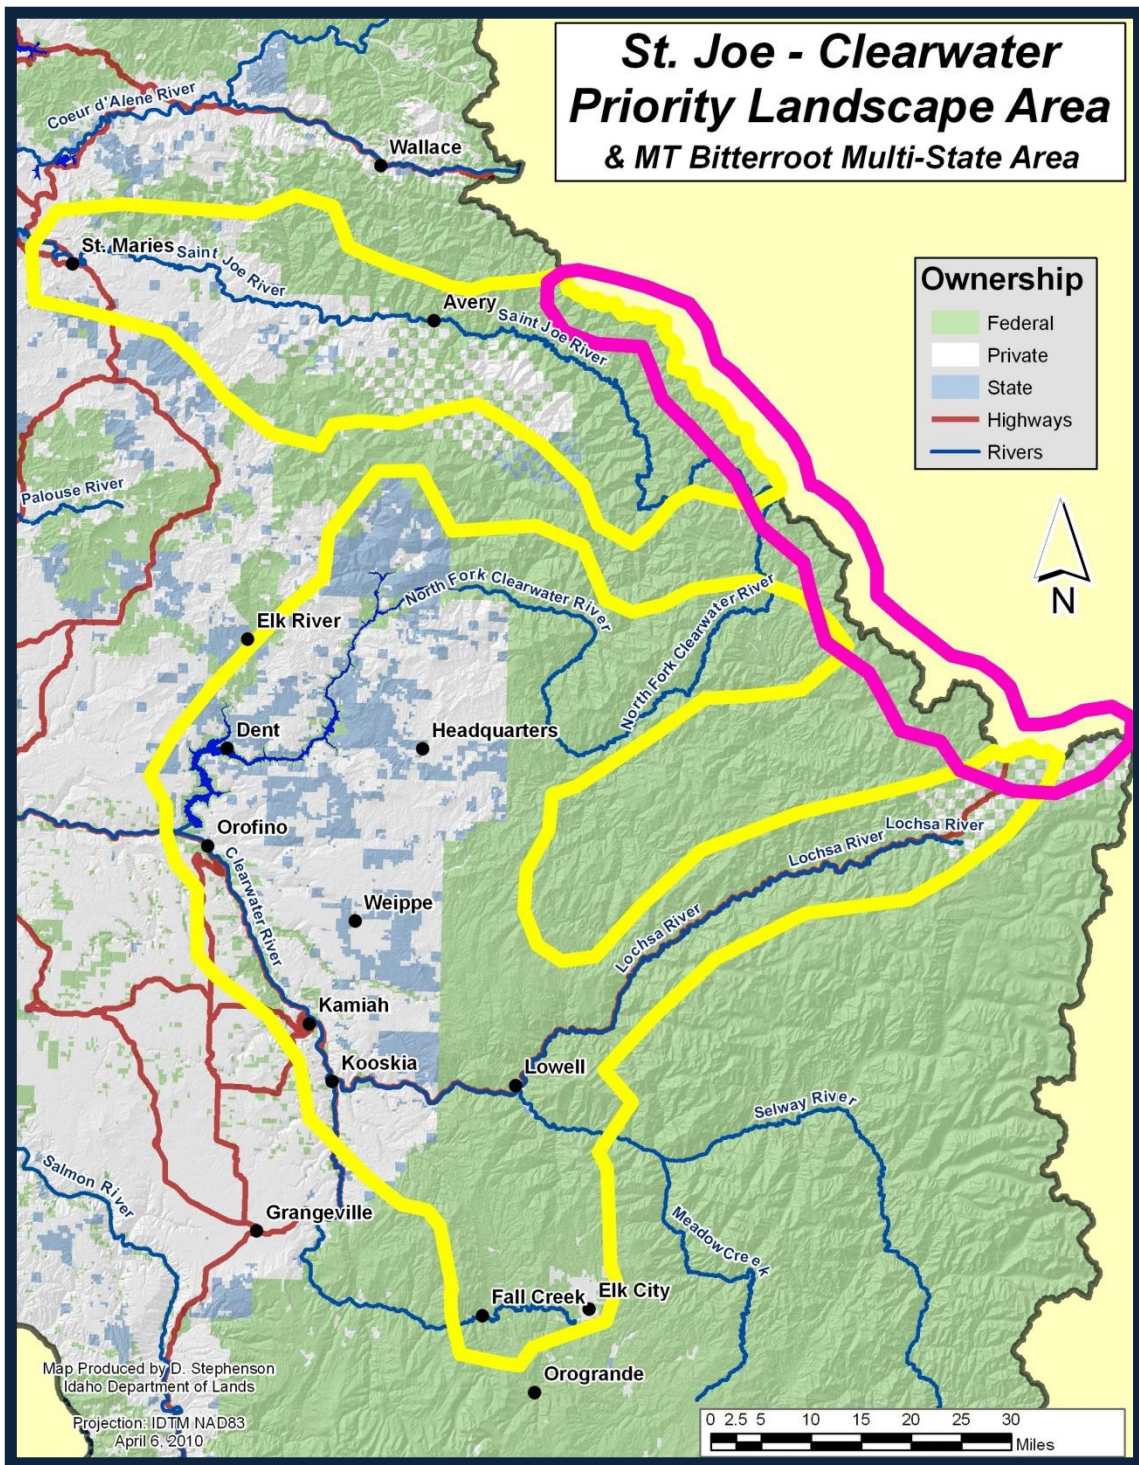 St. Joe - Clearwater
Priority Landscape Area
& MT Bitterroot Multi-State Area
Coeur d'Alene River
Wallace
St. Maries
Saint Joe River
Avery
Saint Joe River
Ownership
Federal
Private
State
Highways
Rivers
Palouse River
N
North Fork Clearwater River
Elk River
North Fork Clearwater River
Dent
Headquarters
Orofino
Clearwater River
Lochsa River
Lochsa River
Weippe
Lochsa River
Kamiah
Kooskia
Lowell
Selway River
Salmon River
Grangeville
MeadowCreek
Fall Creek
Elk City
Orogrande
Map Produced by D. Stephenson
Idaho Department of Lands
Projection: IDTM NAD83
April 6, 2010
0 2.5 5 10 15 20 25 30
Miles